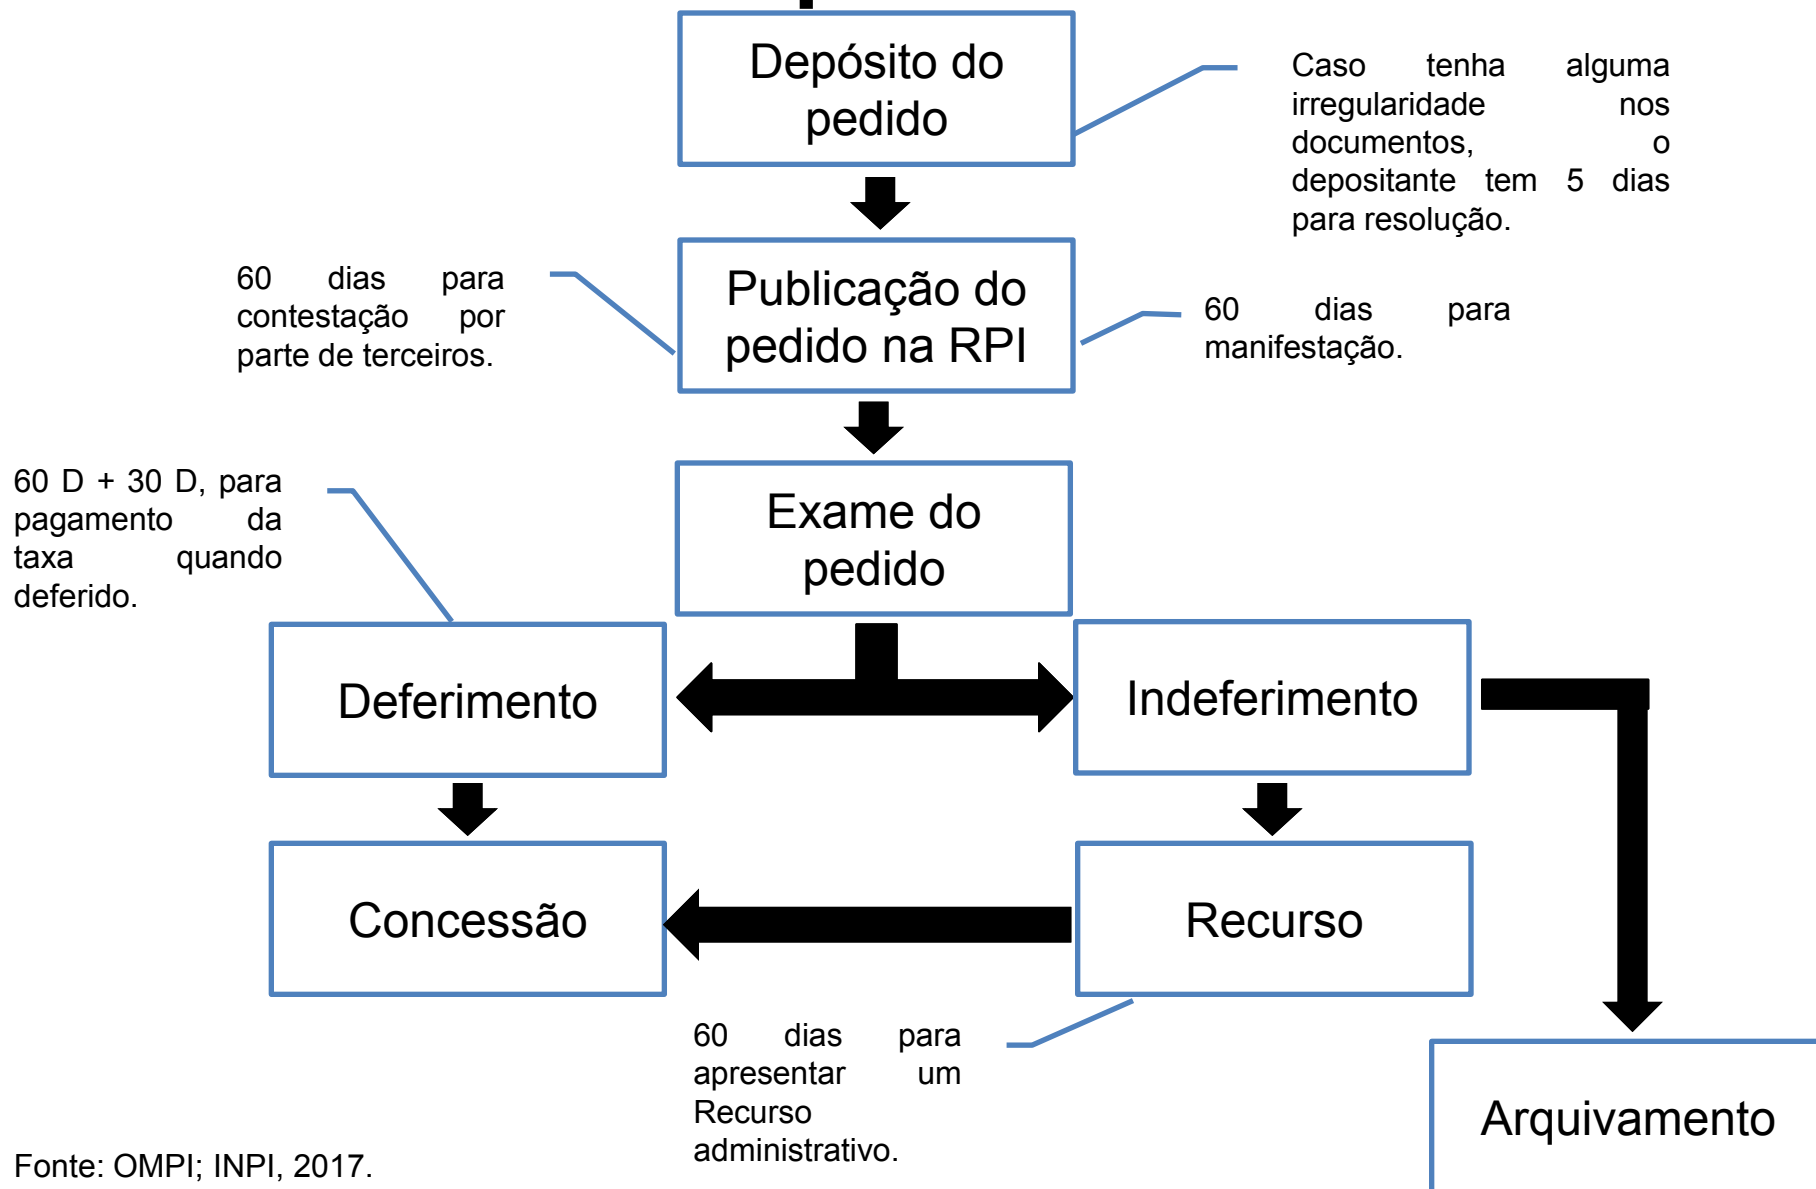 Depósito do
pedido
Caso tenha alguma
irregularidade nos
documentos, o
depositante tem 5 dias
para resolução.
Publicação do
pedido na RPI
60 dias para
contestação por
parte de terceiros.
60 dias para
manifestação.
Exame do
pedido
60 D + 30 D, para
pagamento da
taxa quando
deferido.
Deferimento
Indeferimento
Concessão
Recurso
60 dias para
apresentar um
Recurso
administrativo.
Arquivamento
Fonte: OMPI; INPI, 2017.